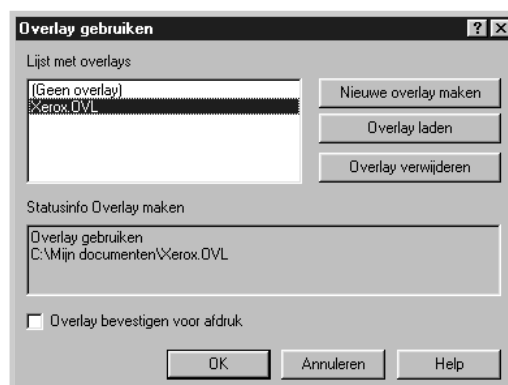 Overlay gebruiken
Lijst met overlays
(Geen overlay)
Xerox.OVL
Nieuwe overlay maken
Overlay laden
Overlay verwijderen
Statusinfo Overlay maken
Overlay gebruiken
C:\Mijn documenten\Xerox.OVL
Overlay bevestigen voor afdruk
OK
Annuleren
Help